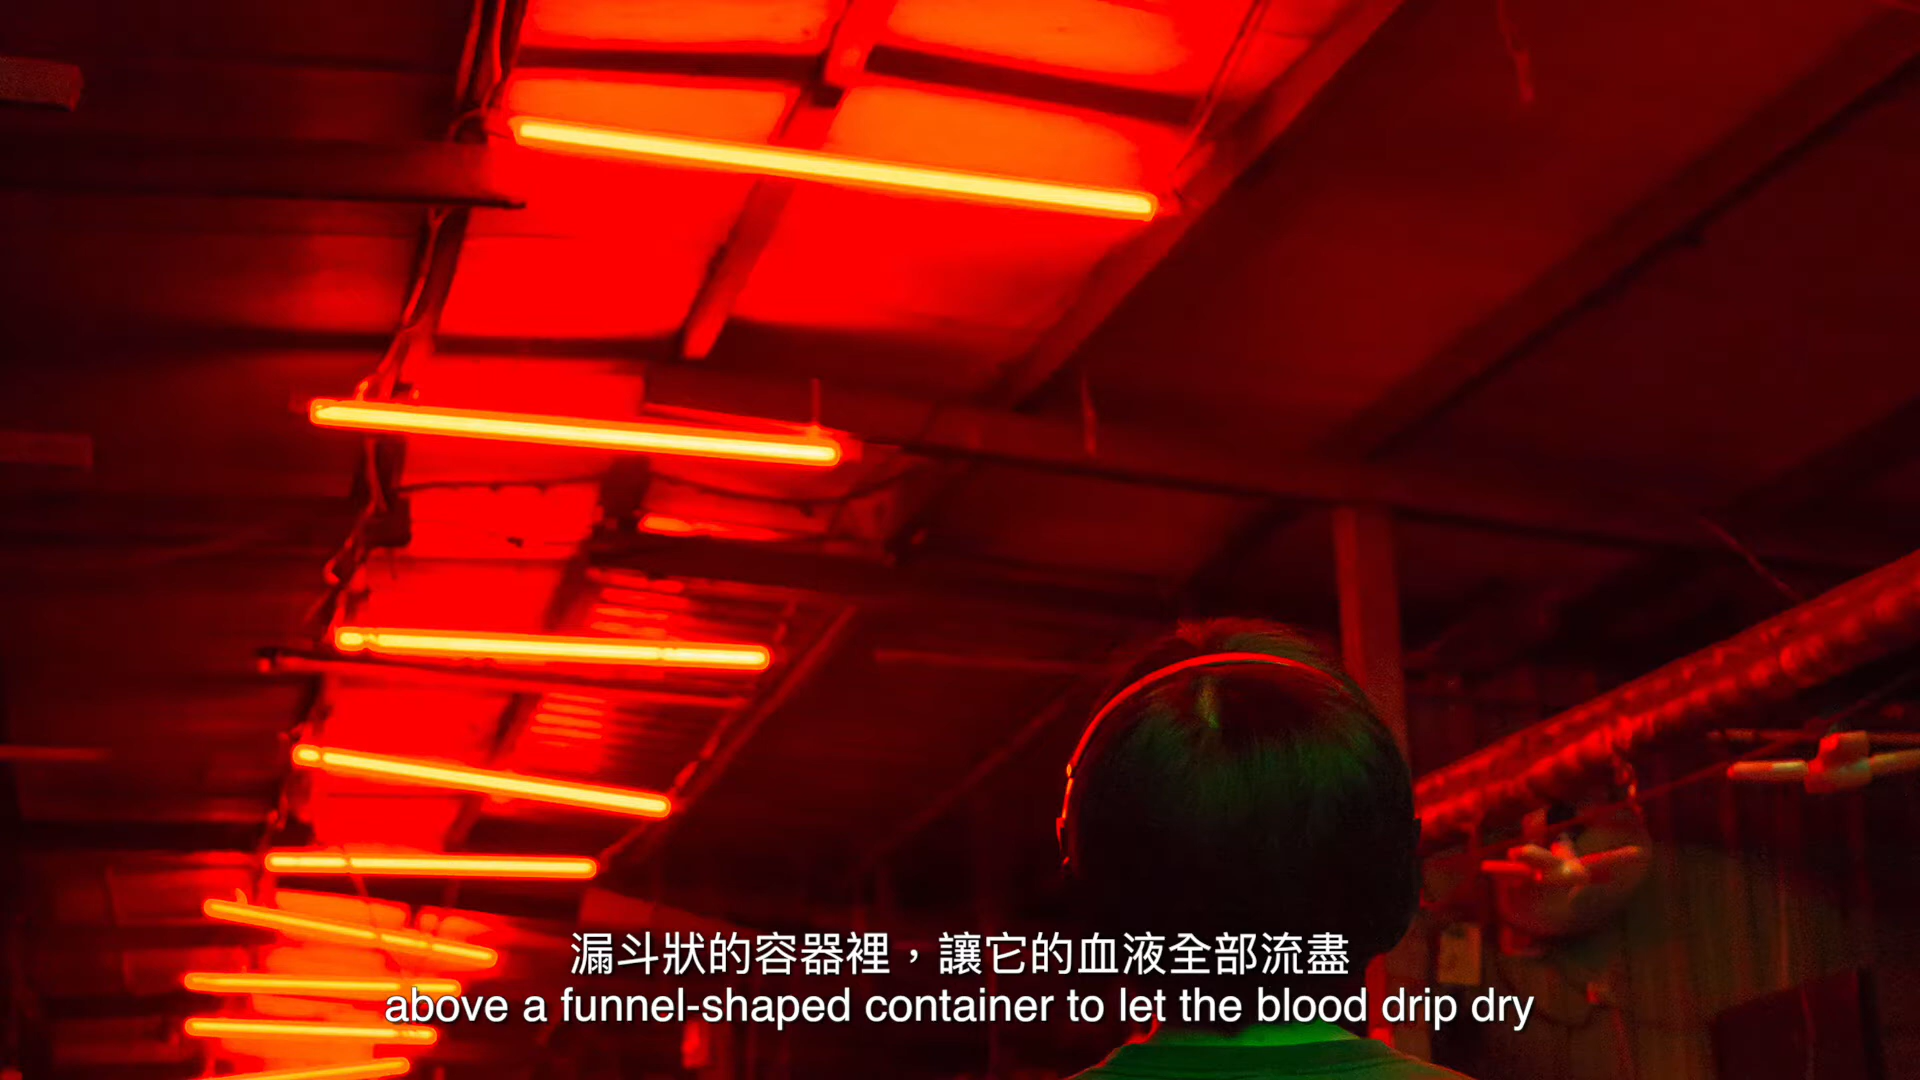 漏斗狀的容器裡，讓它的血液全部流盡
above a funnel-shaped container to let the blood drip dry